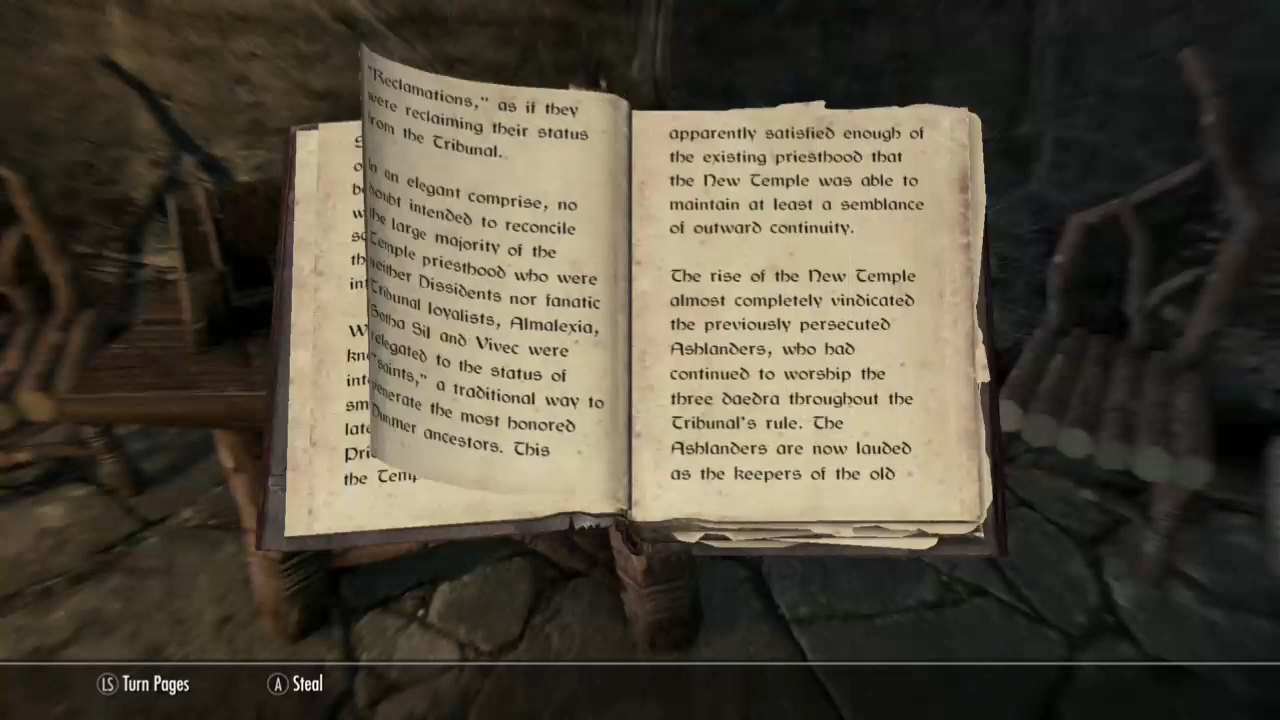 "Reclamations," as if they
were reclaiming their status
from the Tribunal.
In an elegant comprise, no
doubt intended to reconcile
the large majority of the
Temple priesthood who were
neither Dissidents nor fanatic
Tribunal loyalists, Almalexia,
Sotha Sil and Vivec were
relegated to the status of
"saints," a traditional way to
venerate the most honored
Dunmer ancestors. This
the
apparently satisfied enough of
the existing priesthood that
the New Temple was able to
maintain at least a semblance
of outward continuity.
The rise of the New Temple
almost completely vindicated
the previously persecuted
Ashlanders, who had
continued to worship the
three daedra throughout the
Tribunal's rule. The
Ashlanders are now lauded
as the keepers of the old
LS Turn Pages
A Steal